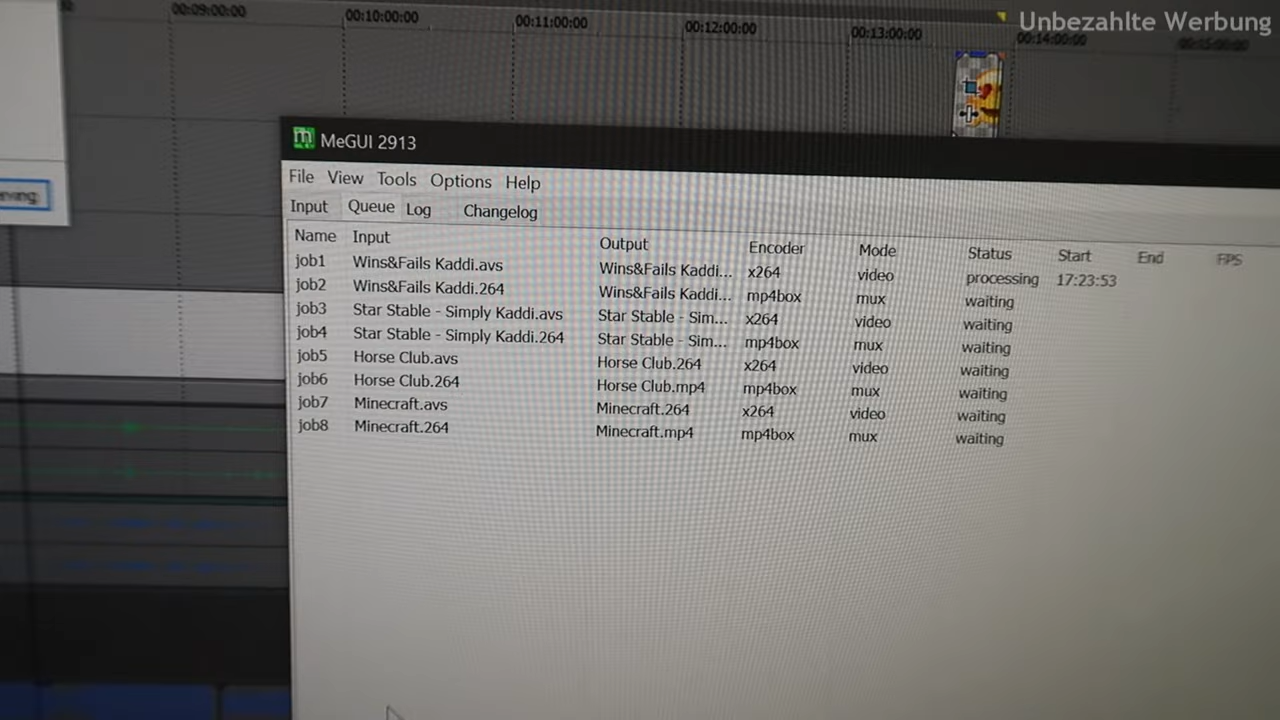 00:09:00:00 00:10:00:00 00:11:00:00 00:12:00:00 00:13:00:00 00:14:00:00
Unbezahlte Werbung
MeGUI 2913
File View Tools Options Help
Input Queue Log Changelog
Name Input Output Encoder Mode Status Start End FPS
job1 Wins&Fails Kaddi.avs Wins&Fails Kaddi... x264 video processing 17:23:53
job2 Wins&Fails Kaddi.264 Wins&Fails Kaddi... mp4box mux waiting
job3 Star Stable - Simply Kaddi.avs Star Stable - Sim... x264 video waiting
job4 Star Stable - Simply Kaddi.264 Star Stable - Sim... mp4box mux waiting
job5 Horse Club.avs Horse Club.264 x264 video waiting
job6 Horse Club.264 Horse Club.mp4 mp4box mux waiting
job7 Minecraft.avs Minecraft.264 x264 video waiting
job8 Minecraft.264 Minecraft.mp4 mp4box mux waiting